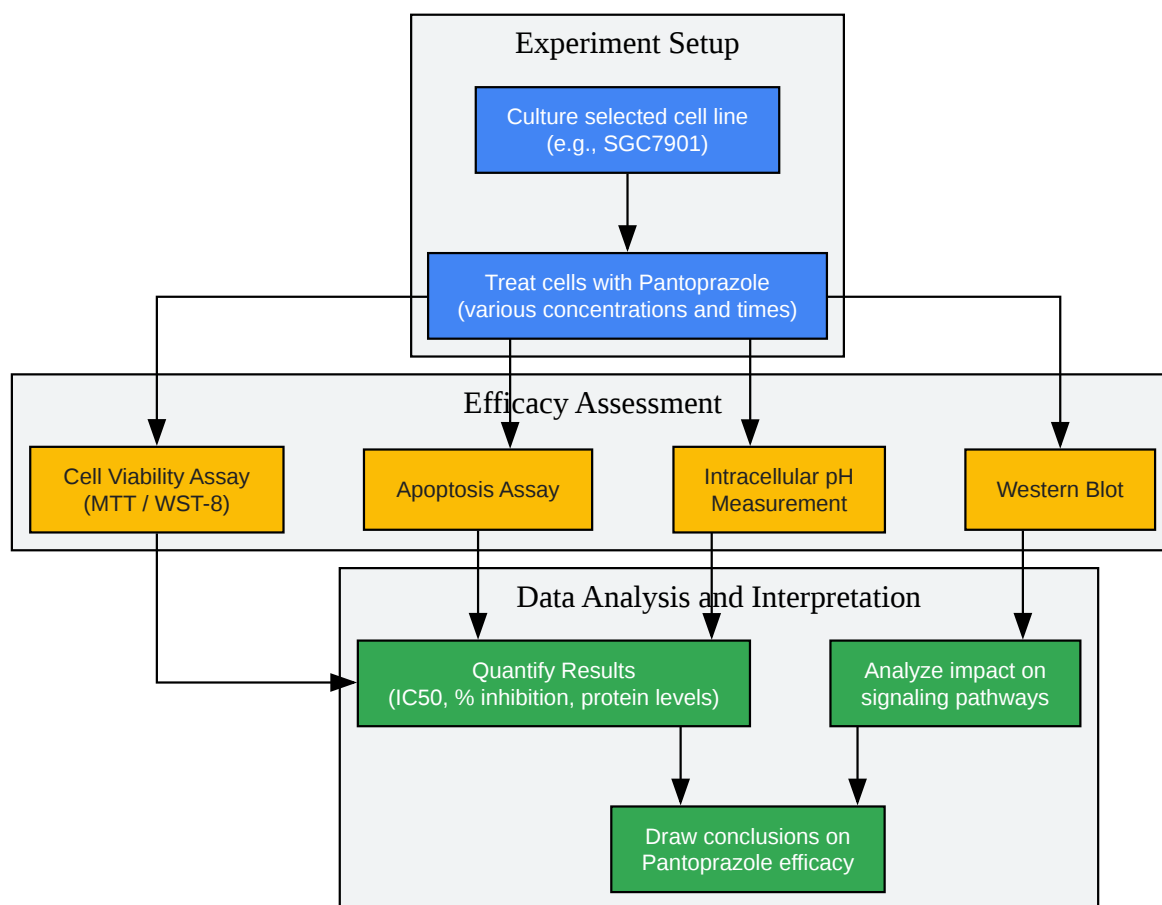 Experiment Setup
Culture selected cell line
(e.g., SGC7901)
Treat cells with Pantoprazole
(various concentrations and times)
Efficacy Assessment
Cell Viability Assay
(MTT / WST-8)
Apoptosis Assay
Intracellular pH
Measurement
Western Blot
Data Analysis and Interpretation
Quantify Results
(IC50, % inhibition, protein levels)
Analyze impact on
signaling pathways
Draw conclusions on
Pantoprazole efficacy